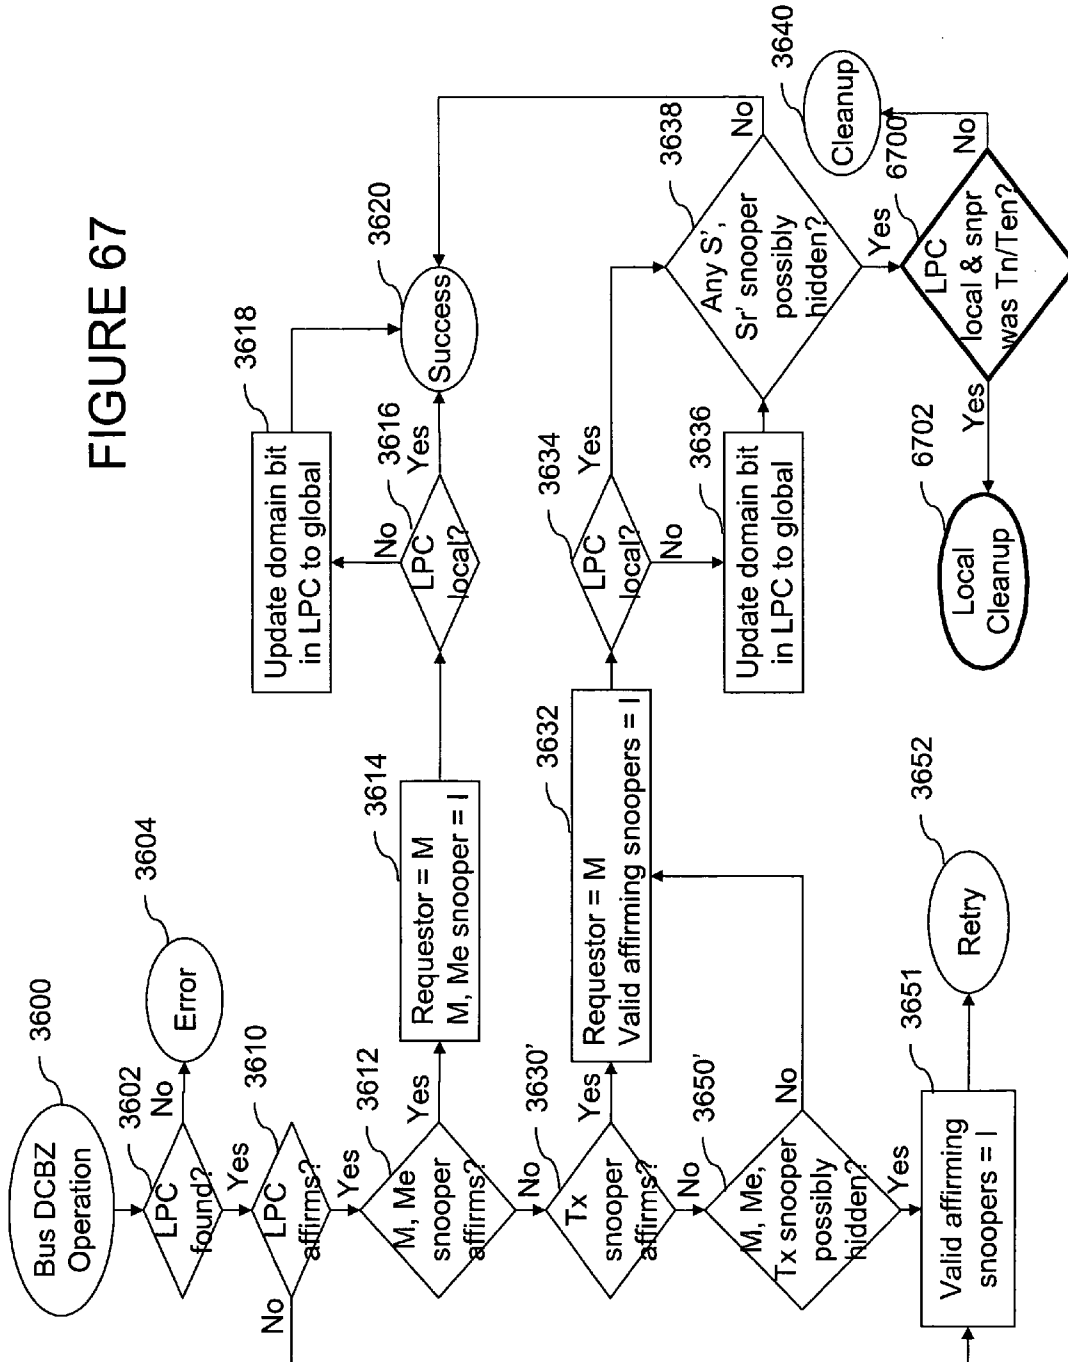 FIGURE 67
3600
Bus DCBZ
Operation
3602
LPC
found?
No
3604
Error
Yes
3610
LPC
affirms?
No
Yes
3612
M, Me
snooper
affirms?
Yes
3614
Requestor = M
M, Me snooper = I
3616
LPC
local?
No
3618
Update domain bit
in LPC to global
Yes
3620
Success
No
3630'
Tx
snooper
affirms?
Yes
3632
Requestor = M
Valid affirming snoopers = I
3634
LPC
local?
Yes
No
3636
Update domain bit
in LPC to global
3638
Any S',
Sr' snooper
possibly
hidden?
No
Yes
6700
LPC
local & snpr
was Tn/Ten?
No
3640
Cleanup
Yes
6702
Local
Cleanup
No
3650'
M, Me,
Tx snooper
possibly
hidden?
No
Yes
3651
Valid affirming
snoopers = I
3652
Retry